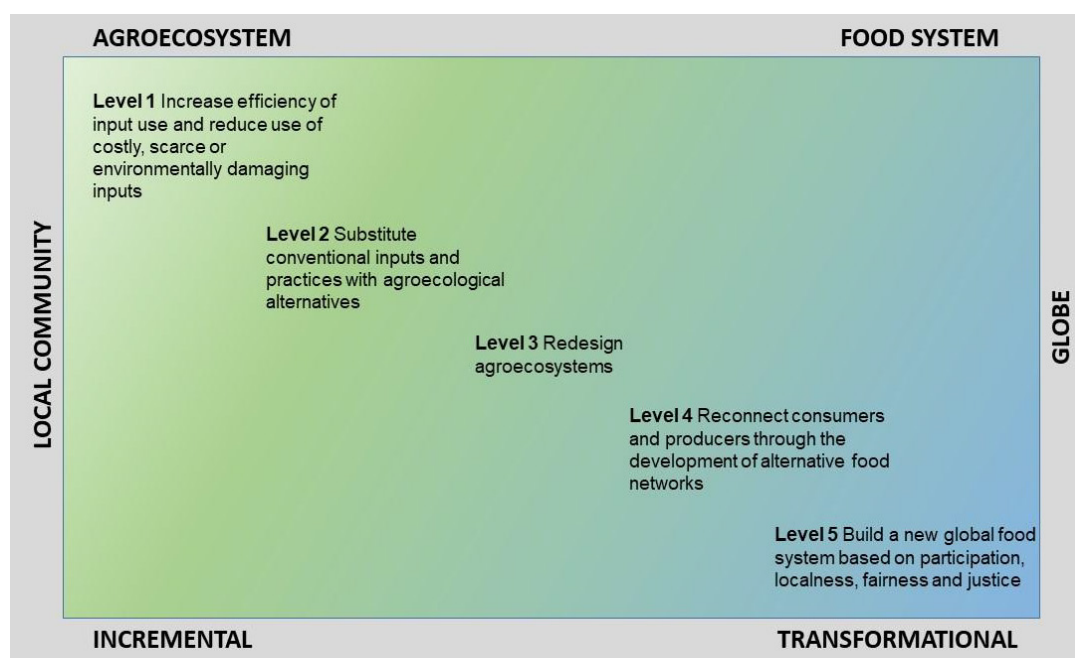 AGROECOSYSTEM
FOOD SYSTEM
LOCAL COMMUNITY
Level 1 Increase efficiency of
input use and reduce use of
costly, scarce or
environmentally damaging
inputs
Level 2 Substitute
conventional inputs and
practices with agroecological
alternatives
Level 3 Redesign
agroecosystems
Level 4 Reconnect consumers
and producers through the
development of alternative food
networks
Level 5 Build a new global food
system based on participation,
localness, fairness and justice
GLOBE
INCREMENTAL
TRANSFORMATIONAL